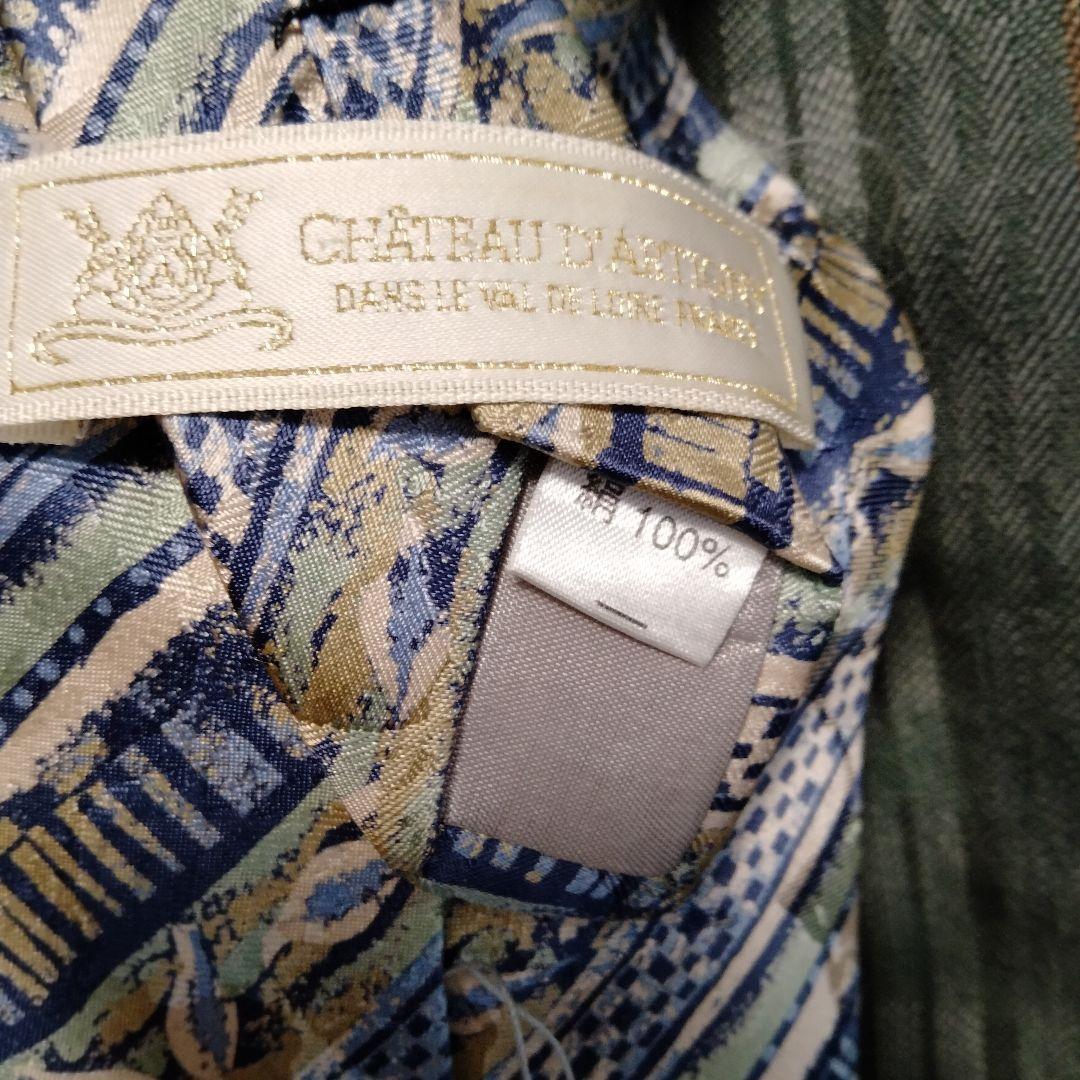 CHÂTEAU D'ARTIGNY
DANS LE VAL DE LOIRE FRANCE
絹 100%